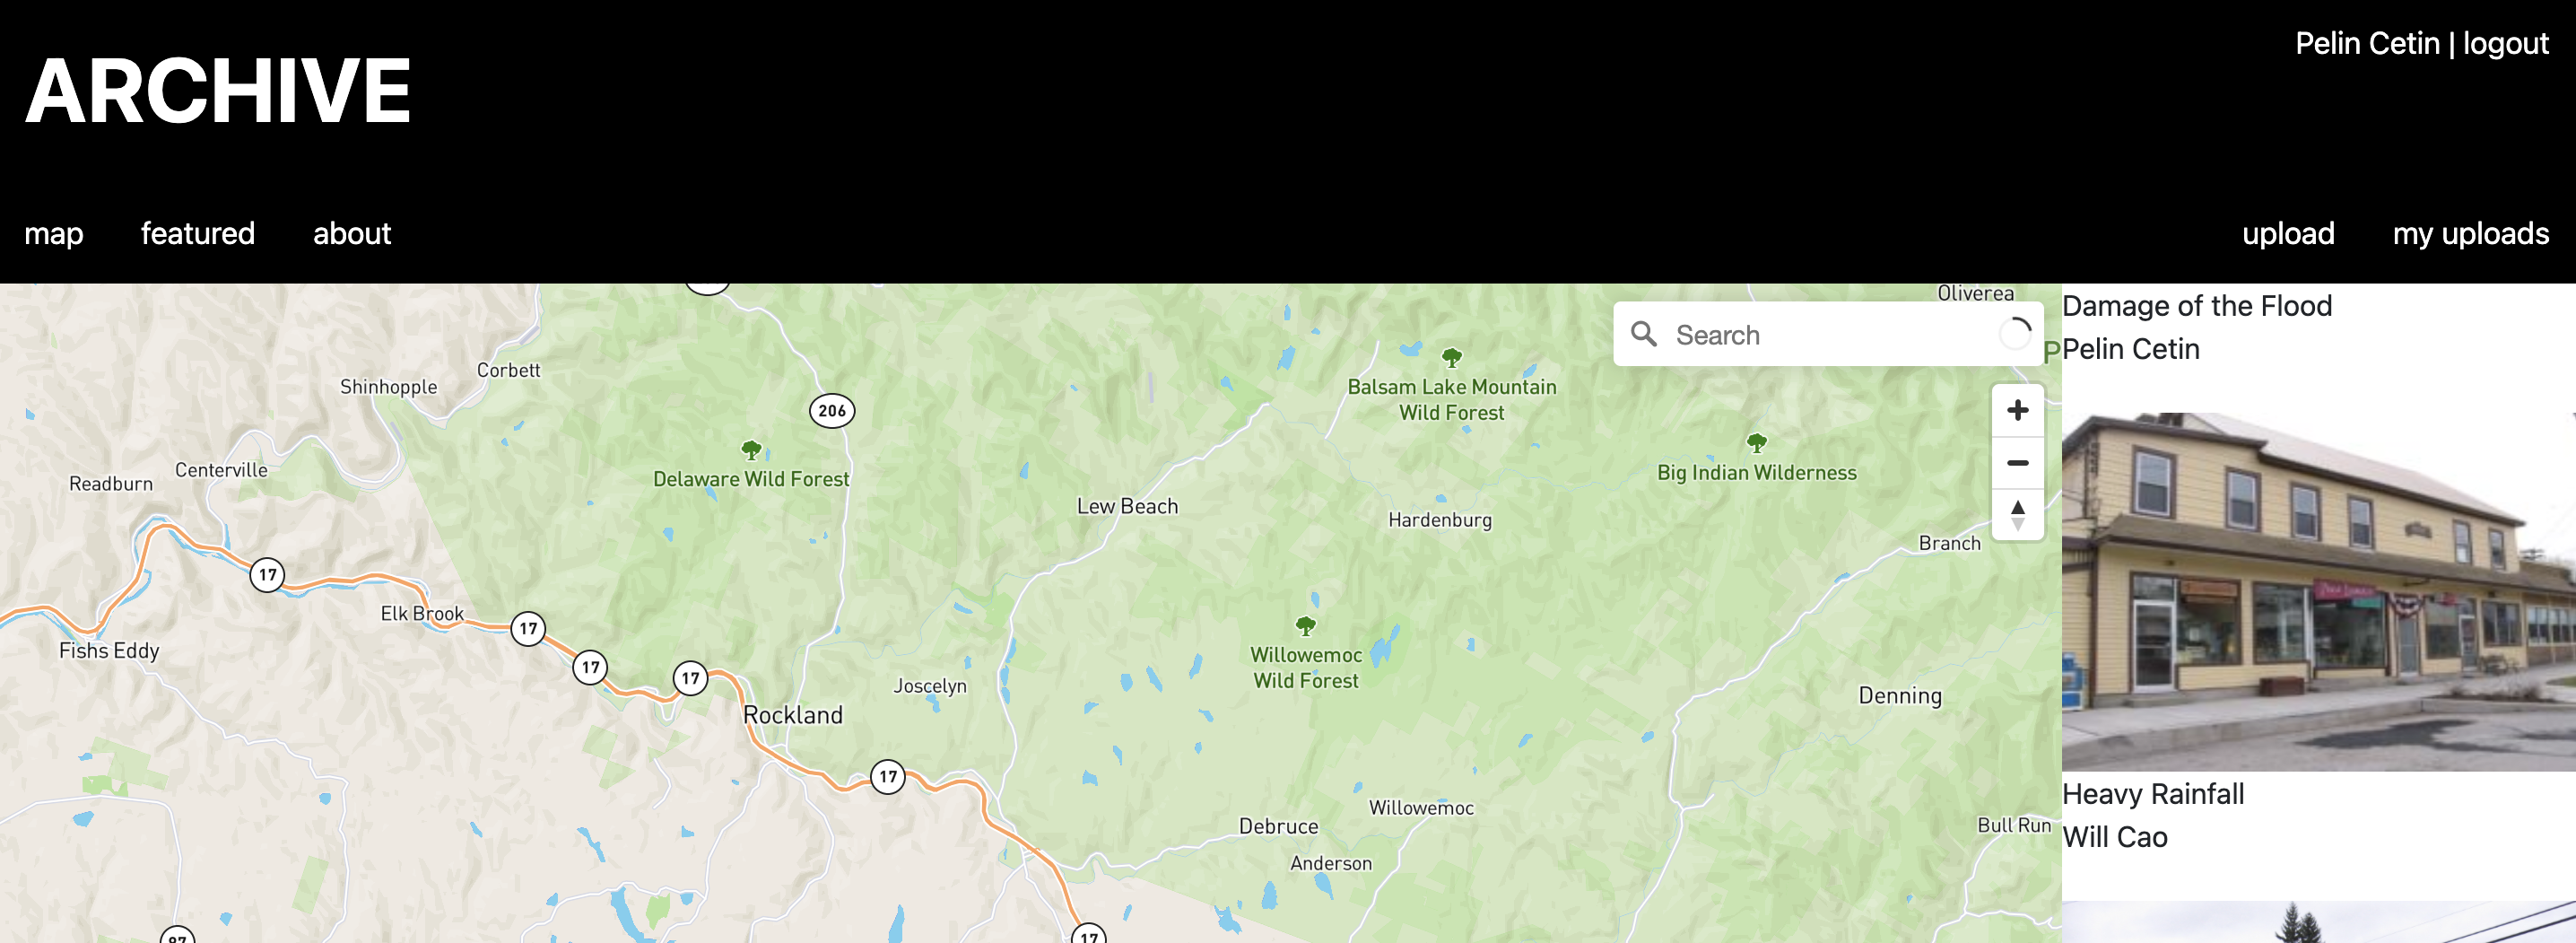 Pelin Cetin | logout
ARCHIVE
map featured about
upload my uploads
Oliverea
Search
Damage of the Flood
Pelin Cetin
P
Corbett
Shinhopple
Balsam Lake Mountain
Wild Forest
206
Centerville
Readburn
Delaware Wild Forest
Big Indian Wilderness
Lew Beach
Hardenburg
Branch
17
Elk Brook
17
Fishs Eddy
17
17
Willowemoc
Wild Forest
Joscelyn
Rockland
Denning
17
Heavy Rainfall
Will Cao
Willowemoc
Debruce
Bull Run
Anderson
17